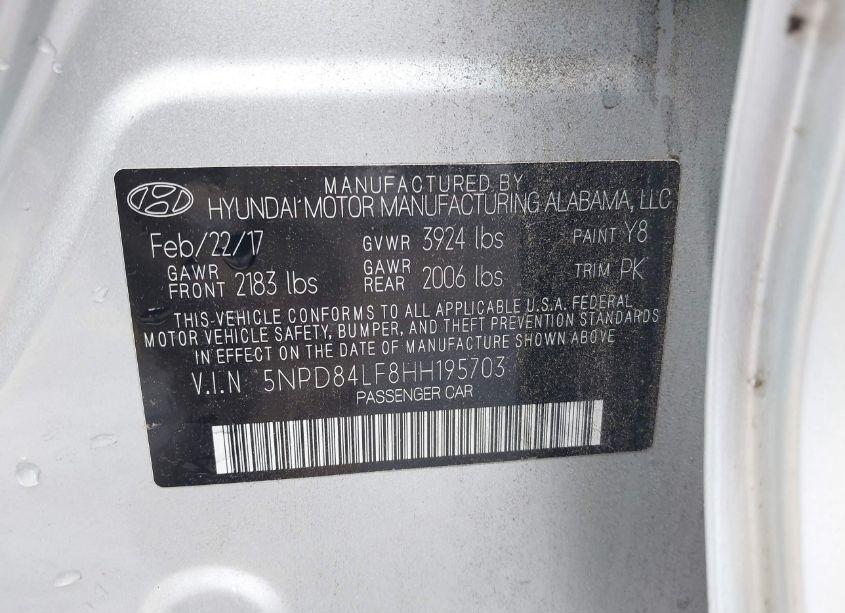 MANUFACTURED BY
HYUNDAI MOTOR MANUFACTURING ALABAMA, LLC
Feb/22/17 GVWR 3924 lbs PAINT Y8
GAWR FRONT 2183 lbs GAWR REAR 2006 lbs TRIM PK
THIS VEHICLE CONFORMS TO ALL APPLICABLE U.S.A. FEDERAL
MOTOR VEHICLE SAFETY, BUMPER, AND THEFT PREVENTION STANDARDS
IN EFFECT ON THE DATE OF MANUFACTURE SHOWN ABOVE
V.I.N 5NPD84LF8HH195703
PASSENGER CAR